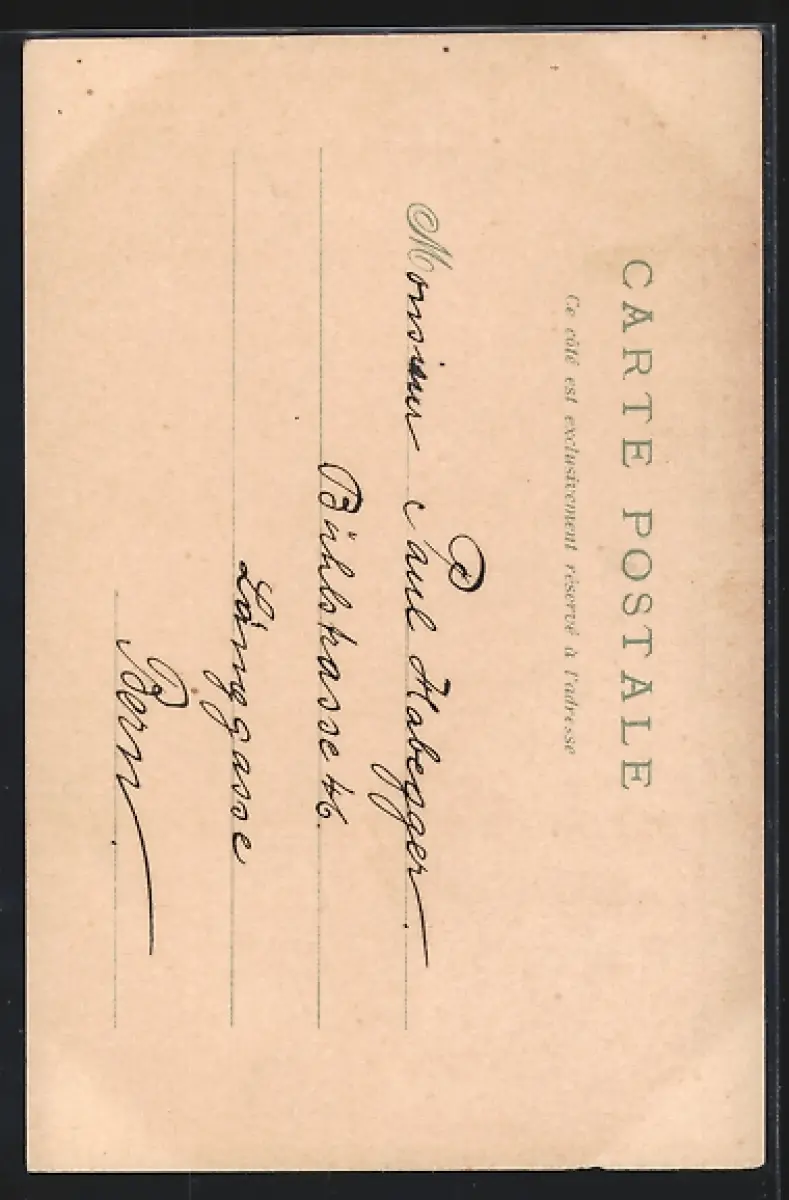 CARTE POSTALE
Ce côté est exclusivement réservé à l'adresse
Monsieur Paul Habegger.
Bühlstrasse 46.
Länggasse
Bern.